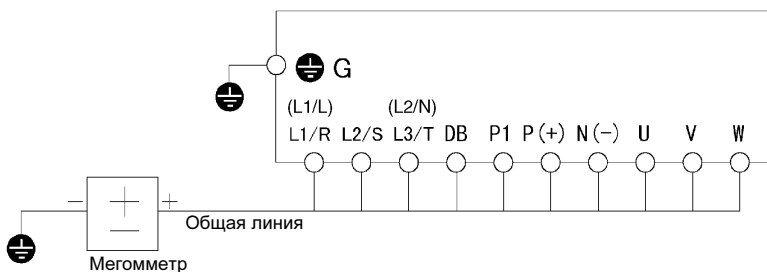 G
(L1/L) (L2/N)
L1/R L2/S L3/T DB P1 P(+) N(-) U V W
- + - +
Общая линия
Мегомметр